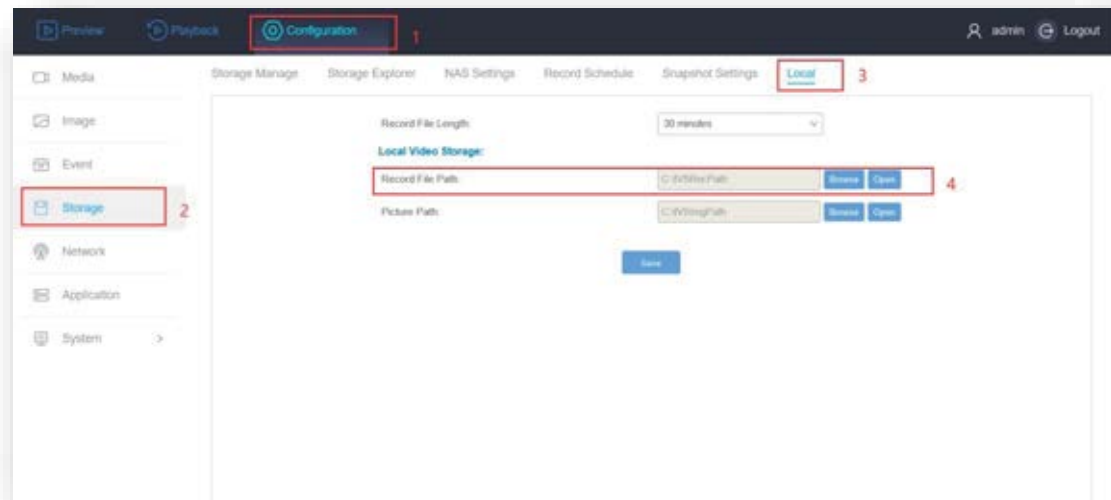 Preview Playback Configuration 1 admin Logout
Media Storage Manage Storage Explorer NAS Settings Record Schedule Snapshot Settings Local 3
Image Record File Length: 30 minutes
Event Local Video Storage:
Record File Path: Browse Open 4
Storage 2 Picture Path: Browse Open
Network Save
Application
System >